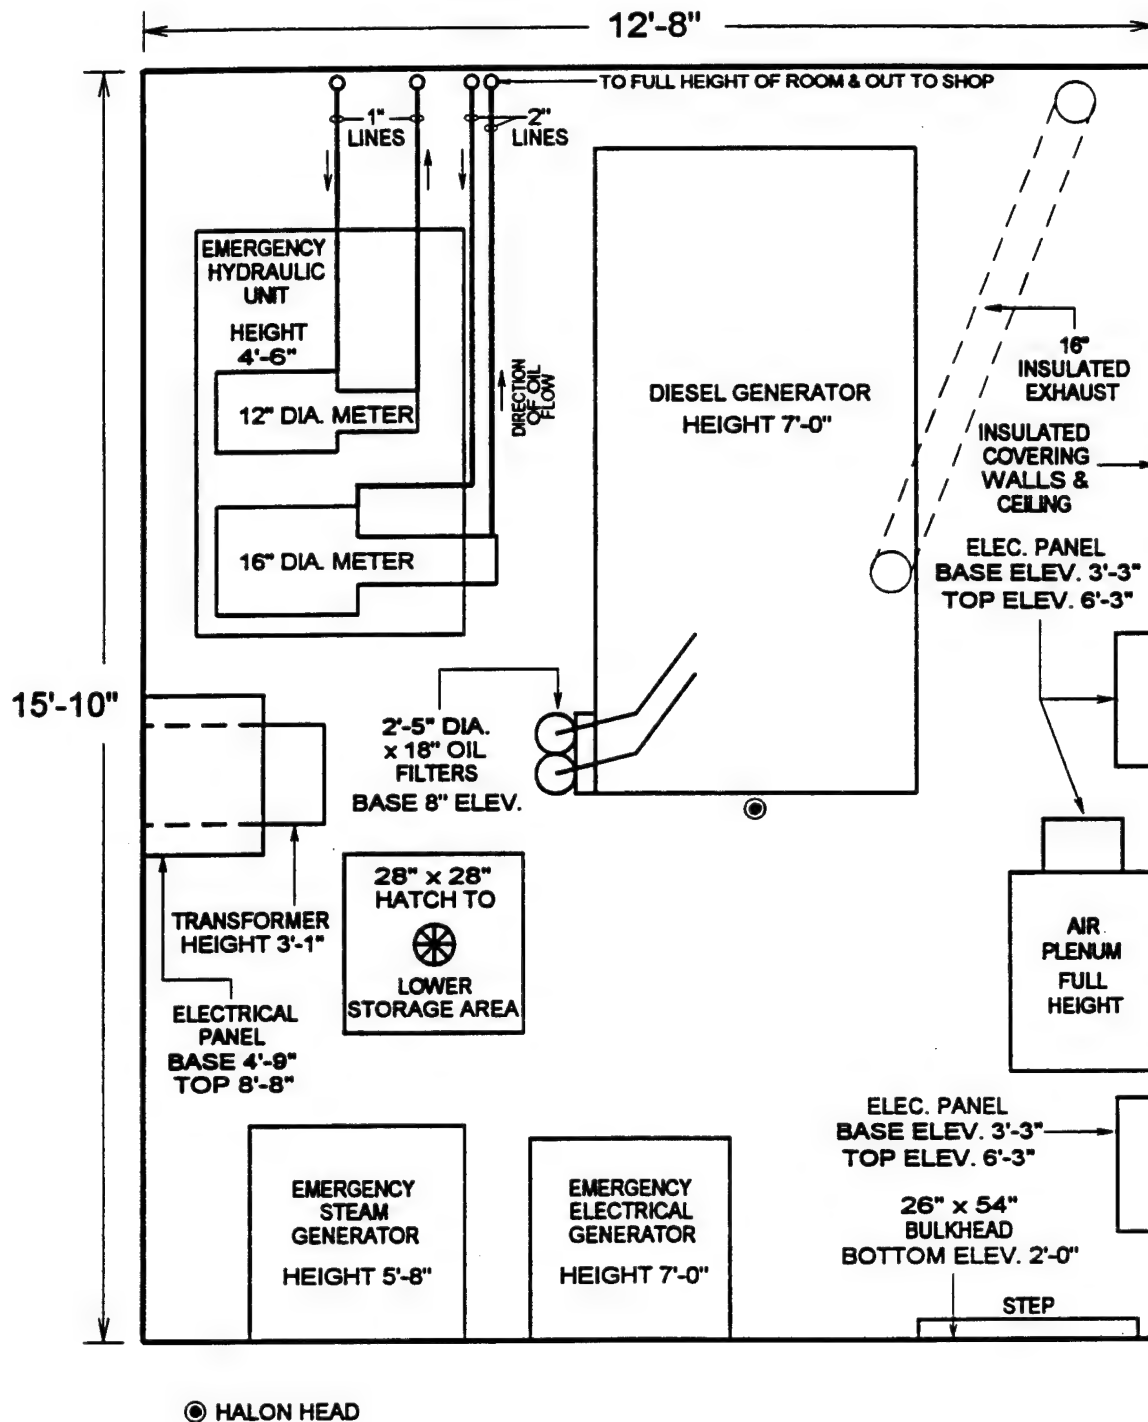 12'-8"
TO FULL HEIGHT OF ROOM & OUT TO SHOP
1"
LINES
2"
LINES
EMERGENCY
HYDRAULIC
UNIT
HEIGHT
4'-6"
12" DIA. METER
16" DIA. METER
DIRECTION
OF OIL
FLOW
DIESEL GENERATOR
HEIGHT 7'-0"
16"
INSULATED
EXHAUST
INSULATED
COVERING
WALLS &
CEILING
ELEC. PANEL
BASE ELEV. 3'-3"
TOP ELEV. 6'-3"
15'-10"
2'-5" DIA.
x 18" OIL
FILTERS
BASE 8" ELEV.
TRANSFORMER
HEIGHT 3'-1"
28" x 28"
HATCH TO
LOWER
STORAGE AREA
AIR
PLENUM
FULL
HEIGHT
ELECTRICAL
PANEL
BASE 4'-9"
TOP 8'-8"
ELEC. PANEL
BASE ELEV. 3'-3"
TOP ELEV. 6'-3"
EMERGENCY
STEAM
GENERATOR
HEIGHT 5'-8"
EMERGENCY
ELECTRICAL
GENERATOR
HEIGHT 7'-0"
26" x 54"
BULKHEAD
BOTTOM ELEV. 2'-0"
STEP
HALON HEAD